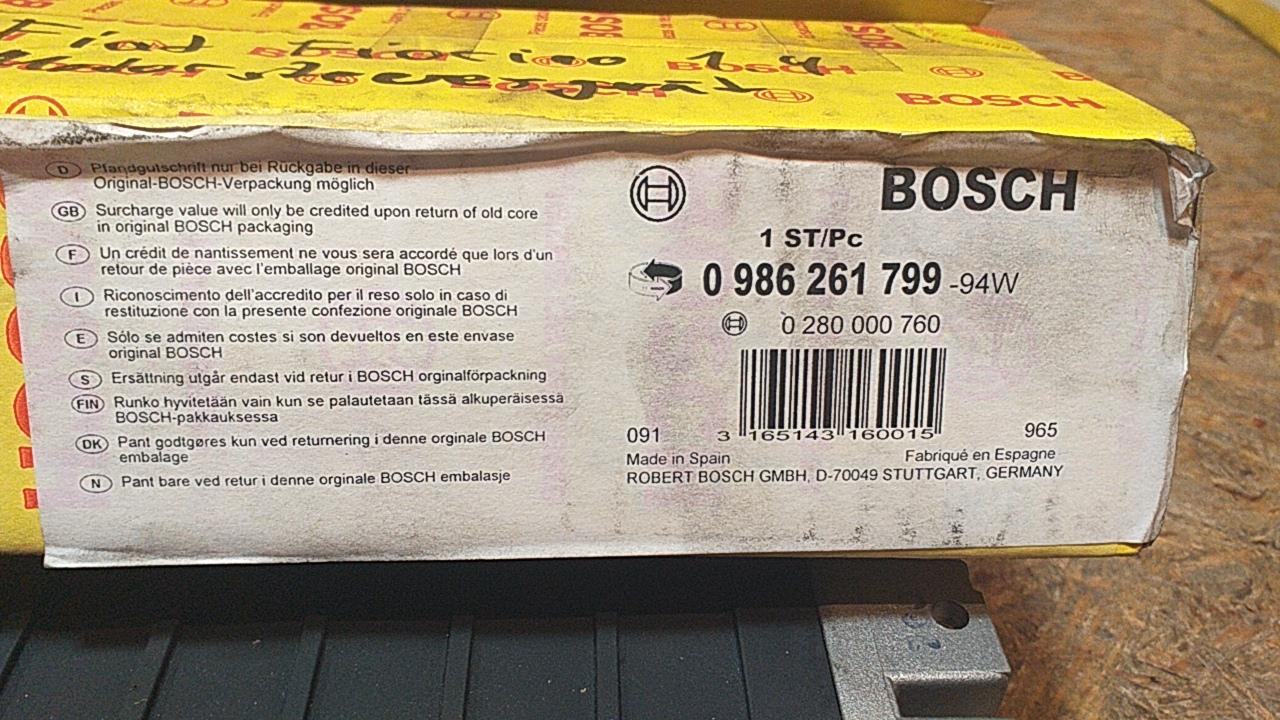 Fiat Fiorino 1,4
BOSCH
BOSCH
BOSCH
D Pfandgutschrift nur bei Rückgabe in dieser
Original-BOSCH-Verpackung möglich
GB Surcharge value will only be credited upon return of old core
in original BOSCH packaging
F Un crédit de nantissement ne vous sera accordé que lors d'un
retour de pièce avec l'emballage original BOSCH
I Riconoscimento dell'accredito per il reso solo in caso di
restituzione con la presente confezione originale BOSCH
E Sólo se admiten costes si son devueltos en este envase
original BOSCH
S Ersättning utgår endast vid retur i BOSCH orginalförpackning
FIN Runko hyvitetään vain kun se palautetaan tässä alkuperäisessä
BOSCH-pakkauksessa
DK Pant godtgøres kun ved returnering i denne orginale BOSCH
embalage
N Pant bare ved retur i denne orginale BOSCH embalasje
BOSCH
1 ST/Pc
0 986 261 799 -94W
0 280 000 760
3 165143 160015
091 965
Made in Spain Fabriqué en Espagne
ROBERT BOSCH GMBH, D-70049 STUTTGART, GERMANY